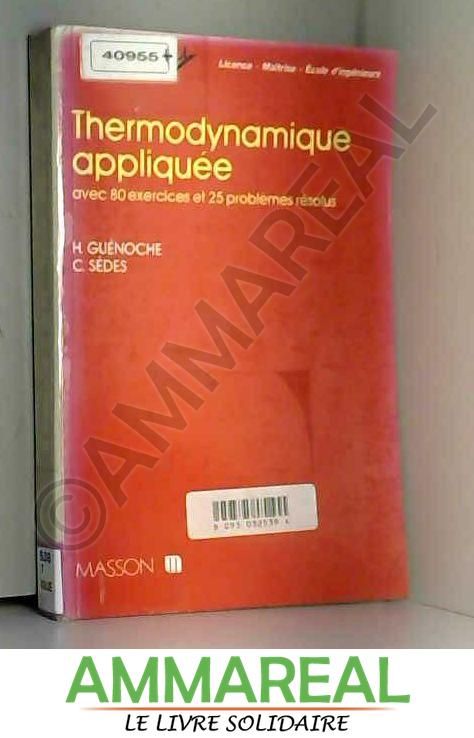 40955
Licence - Maîtrise - École d'ingénieurs
Thermodynamique
appliquée
avec 80 exercices et 25 problèmes résolus
H. GUÉNOCHE
C. SÉDES
©AMMAREAL
MASSON m
AMMAREAL
LE LIVRE SOLIDAIRE